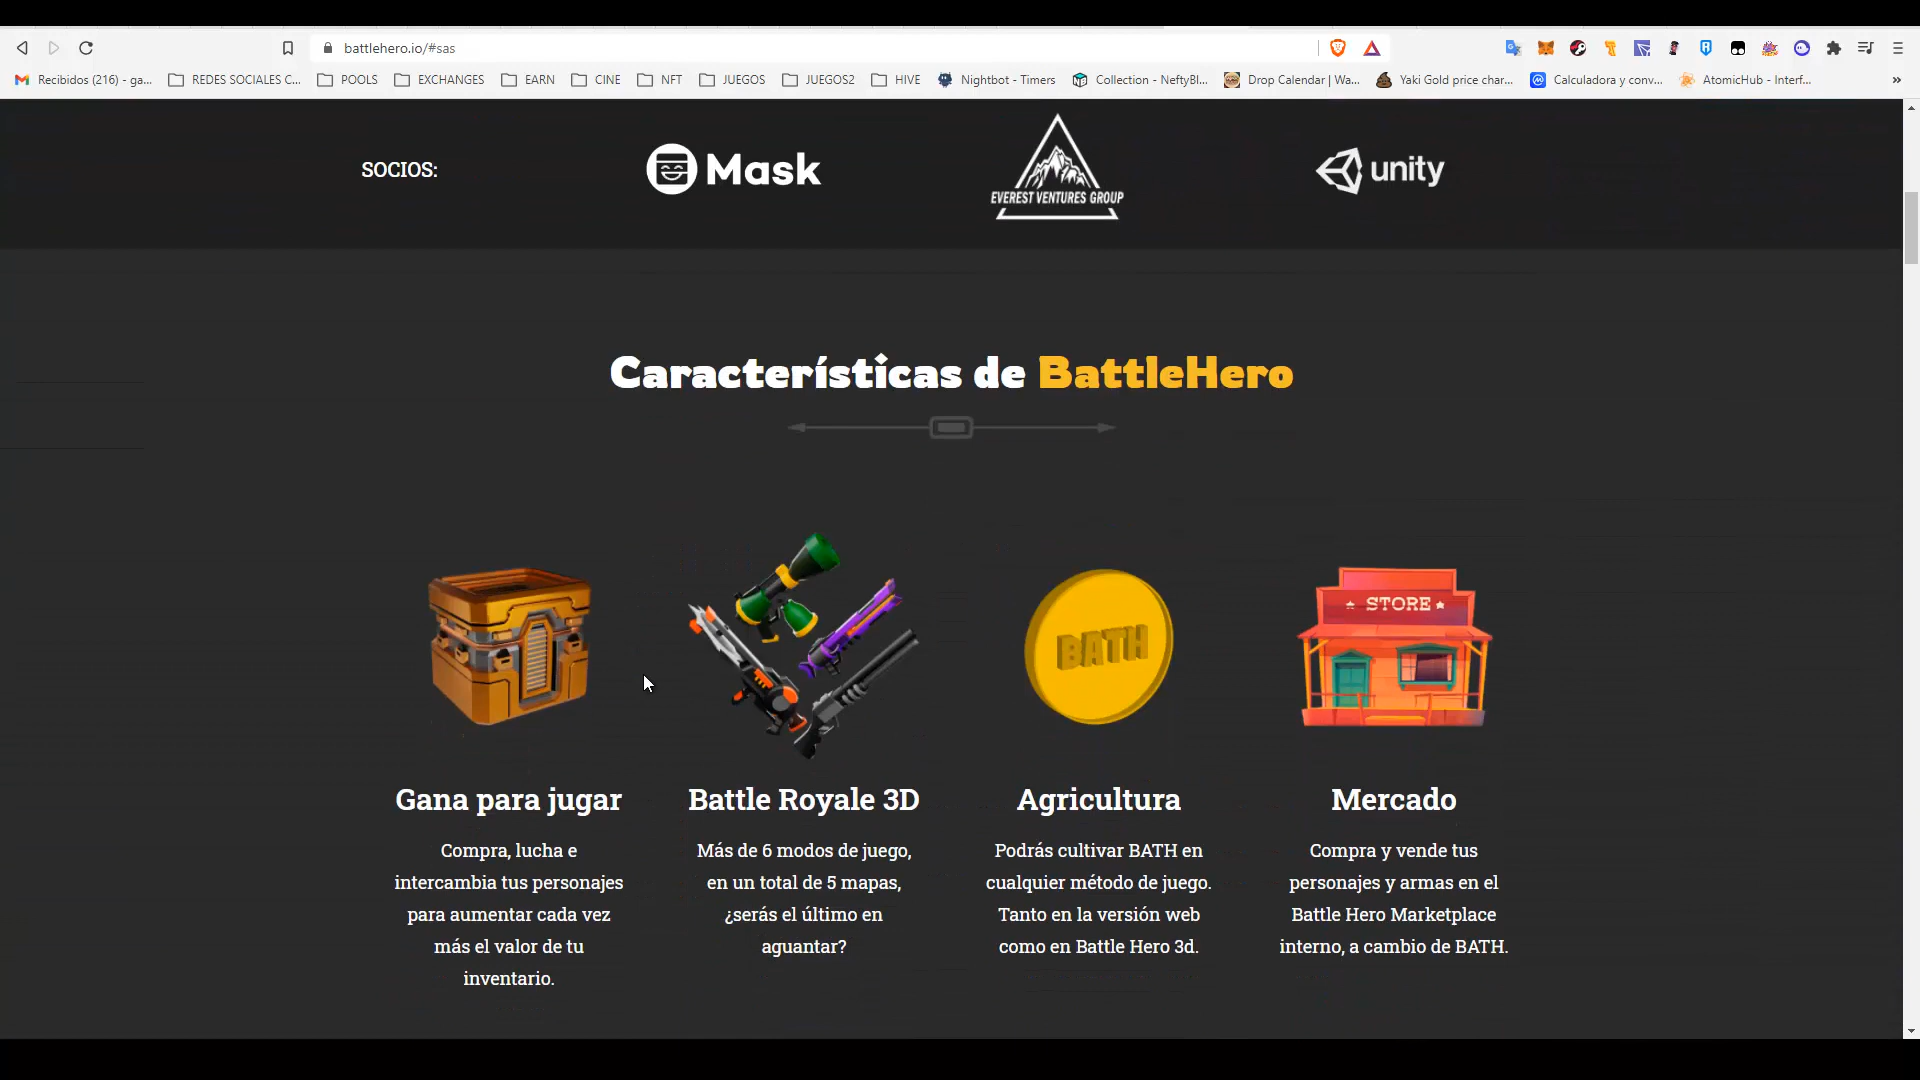 battlehero.io/#sas
Recibidos (216) - ga...
REDES SOCIALES C...
POOLS
EXCHANGES
EARN
CINE
NFT
JUEGOS
JUEGOS2
HIVE
Nightbot - Timers
Collection - NeftyBl...
Drop Calendar | Wa...
Yaki Gold price char...
Calculadora y conv...
AtomicHub - Interf...
SOCIOS:
Mask
EVEREST VENTURES GROUP
unity
Características de BattleHero
BATH
STORE
Gana para jugar
Compra, lucha e
intercambia tus personajes
para aumentar cada vez
más el valor de tu
inventario.
Battle Royale 3D
Más de 6 modos de juego,
en un total de 5 mapas,
¿serás el último en
aguantar?
Agricultura
Podrás cultivar BATH en
cualquier método de juego.
Tanto en la versión web
como en Battle Hero 3d.
Mercado
Compra y vende tus
personajes y armas en el
Battle Hero Marketplace
interno, a cambio de BATH.